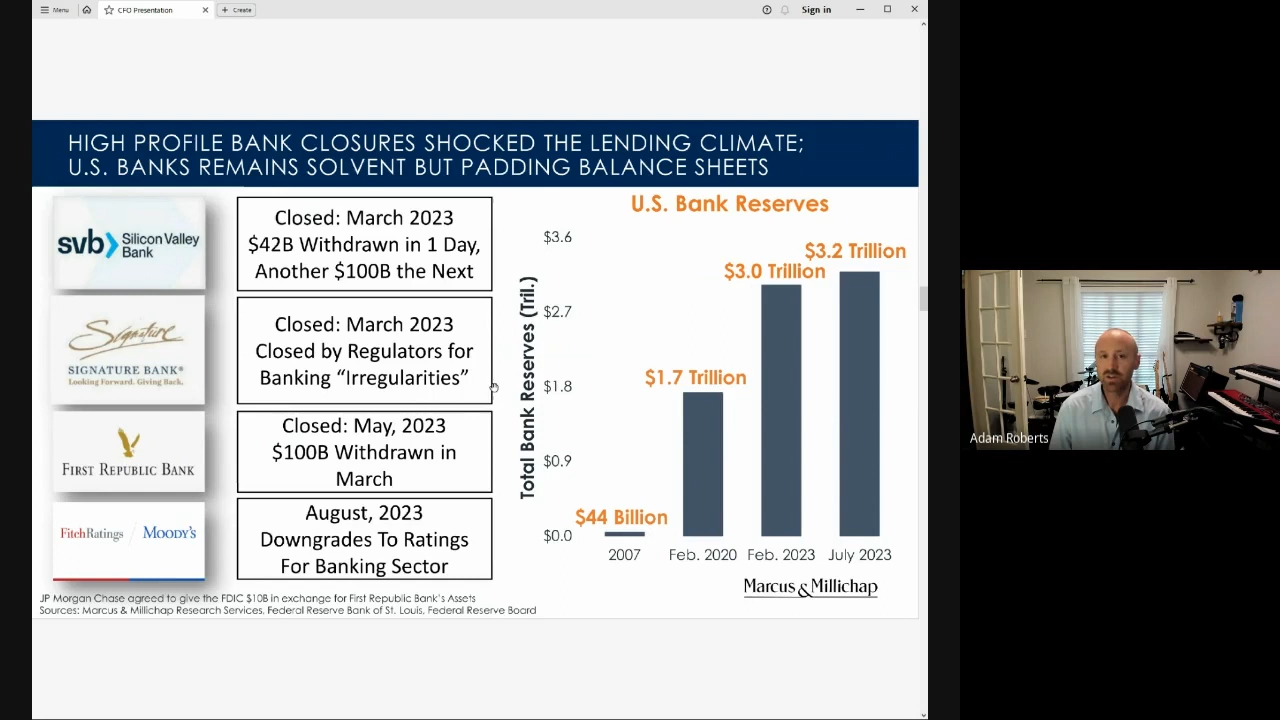 Menu
CFO Presentation
Create
Sign in
HIGH PROFILE BANK CLOSURES SHOCKED THE LENDING CLIMATE;
U.S. BANKS REMAINS SOLVENT BUT PADDING BALANCE SHEETS
svb Silicon Valley
Bank
Closed: March 2023
$42B Withdrawn in 1 Day,
Another $100B the Next
Signature
SIGNATURE BANK®
Looking Forward. Giving Back.
Closed: March 2023
Closed by Regulators for
Banking “Irregularities”
FIRST REPUBLIC BANK
Closed: May, 2023
$100B Withdrawn in
March
FitchRatings / MOODY'S
August, 2023
Downgrades To Ratings
For Banking Sector
U.S. Bank Reserves
Total Bank Reserves (Tril.)
$3.6
$2.7
$1.8
$0.9
$0.0
$44 Billion
$1.7 Trillion
$3.0 Trillion
$3.2 Trillion
2007 Feb. 2020 Feb. 2023 July 2023
Marcus & Millichap
JP Morgan Chase agreed to give the FDIC $10B in exchange for First Republic Bank's Assets
Sources: Marcus & Millichap Research Services, Federal Reserve Bank of St. Louis, Federal Reserve Board
Adam Roberts